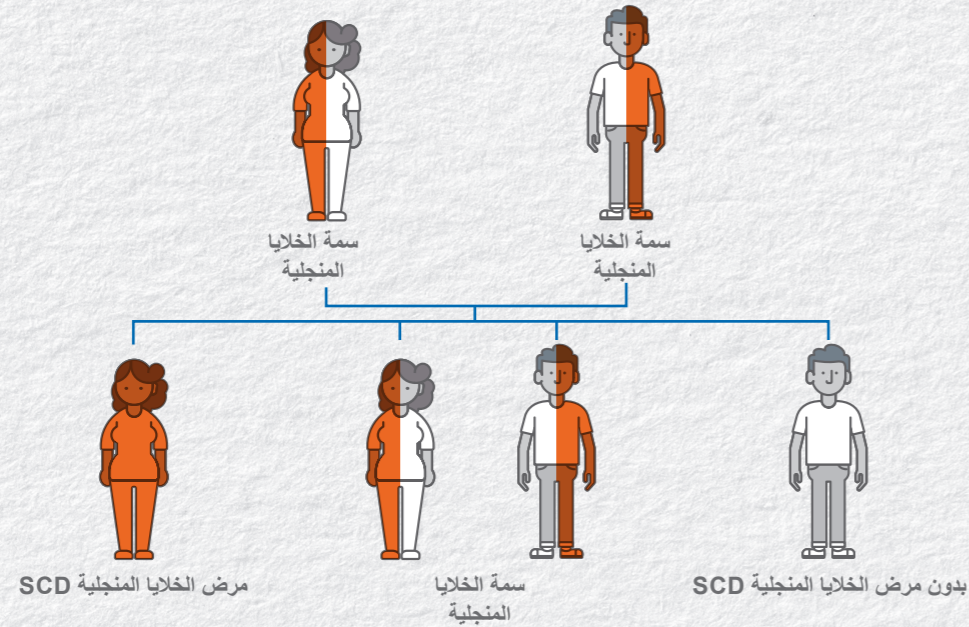 سمة الخلايا
المنجلية
سمة الخلايا
المنجلية
بدون مرض الخلايا المنجلية SCD
سمة الخلايا
المنجلية
مرض الخلايا المنجلية SCD